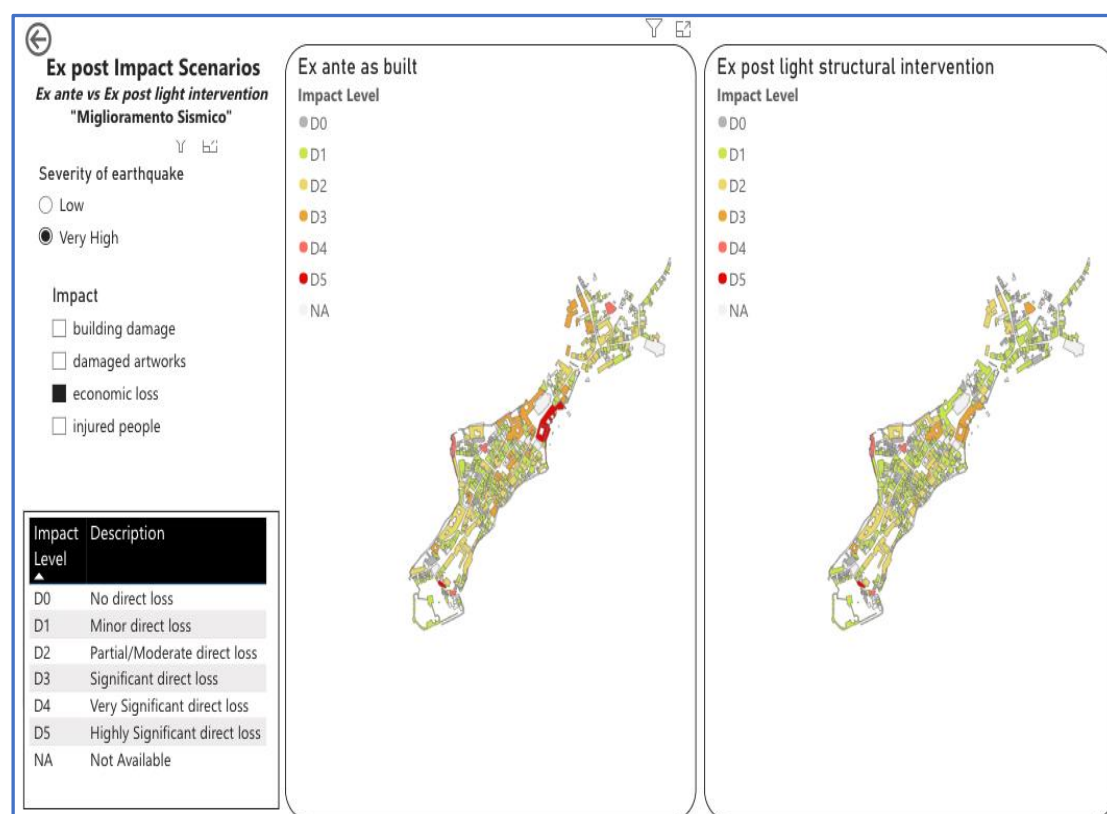 Ex post Impact Scenarios
Ex ante vs Ex post light intervention
"Miglioramento Sismico"
Severity of earthquake
Low
Very High
Impact
building damage
damaged artworks
economic loss
injured people
Impact Level Description
D0 No direct loss
D1 Minor direct loss
D2 Partial/Moderate direct loss
D3 Significant direct loss
D4 Very Significant direct loss
D5 Highly Significant direct loss
NA Not Available
Ex ante as built
Impact Level
D0
D1
D2
D3
D4
D5
NA
Ex post light structural intervention
Impact Level
D0
D1
D2
D3
D4
D5
NA